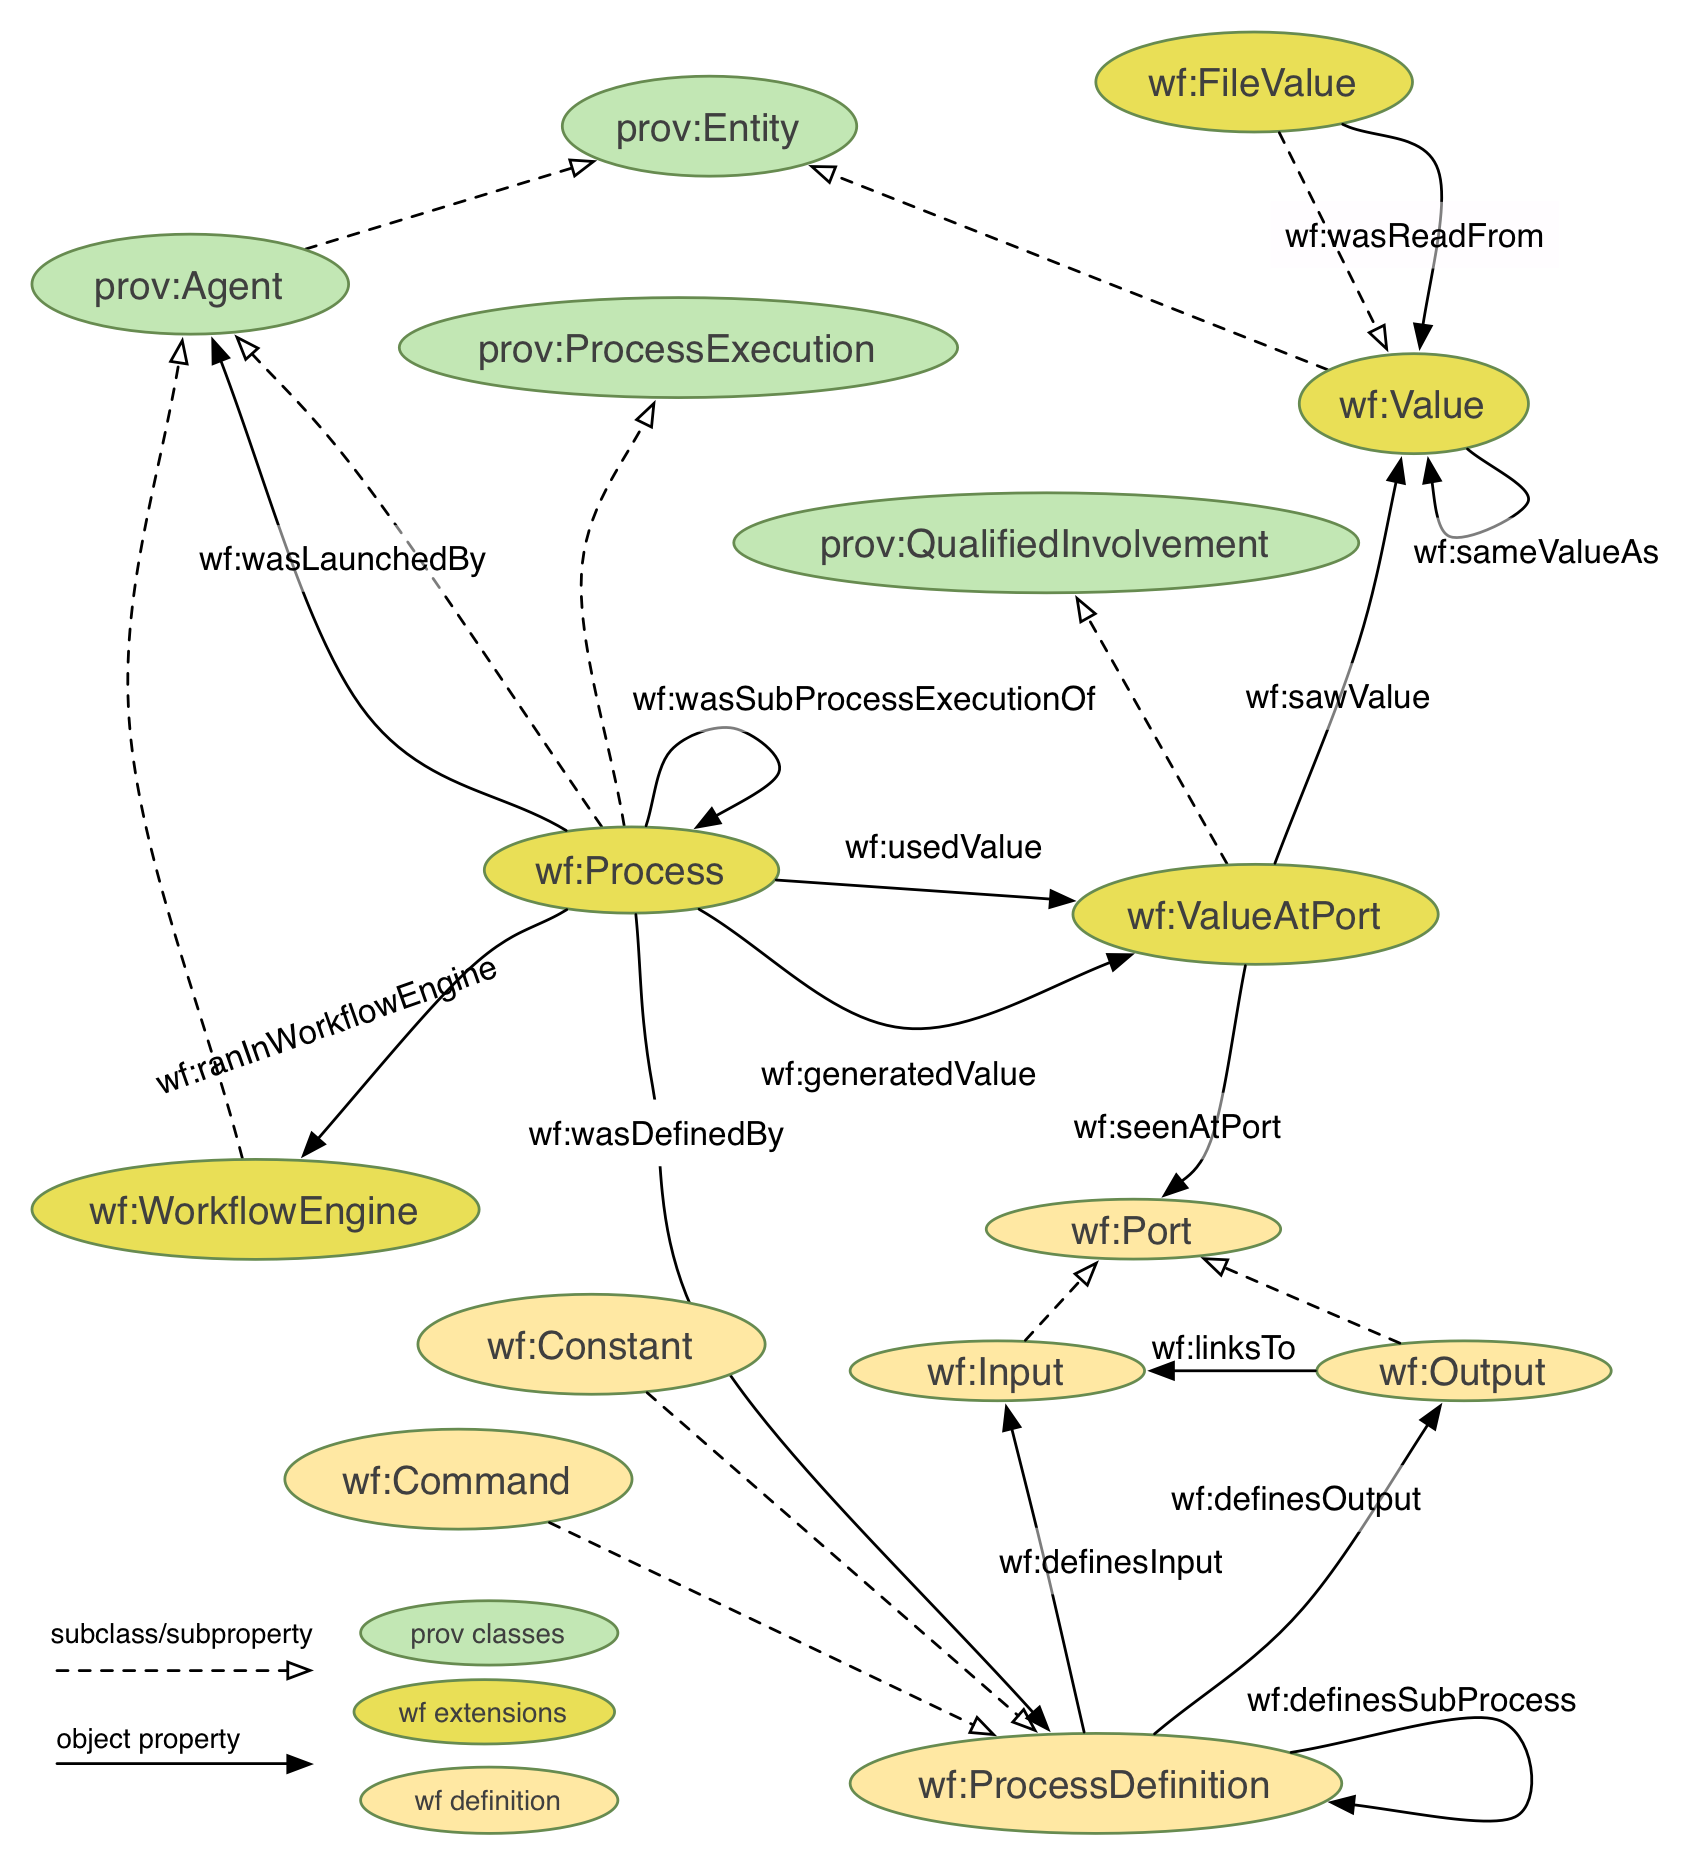 wf:FileValue
prov:Entity
wf:wasReadFrom
prov:Agent
prov:ProcessExecution
wf:Value
prov:QualifiedInvolvement
wf:sameValueAs
wf:wasLaunchedBy
wf:wasSubProcessExecutionOf
wf:sawValue
wf:usedValue
wf:Process
wf:ValueAtPort
wf:ranInWorkflowEngine
wf:generatedValue
wf:wasDefinedBy
wf:seenAtPort
wf:WorkflowEngine
wf:Port
wf:Constant
wf:linksTo
wf:Input
wf:Output
wf:Command
wf:definesOutput
wf:definesInput
subclass/subproperty
prov classes
wf:definesSubProcess
wf extensions
object property
wf:ProcessDefinition
wf definition